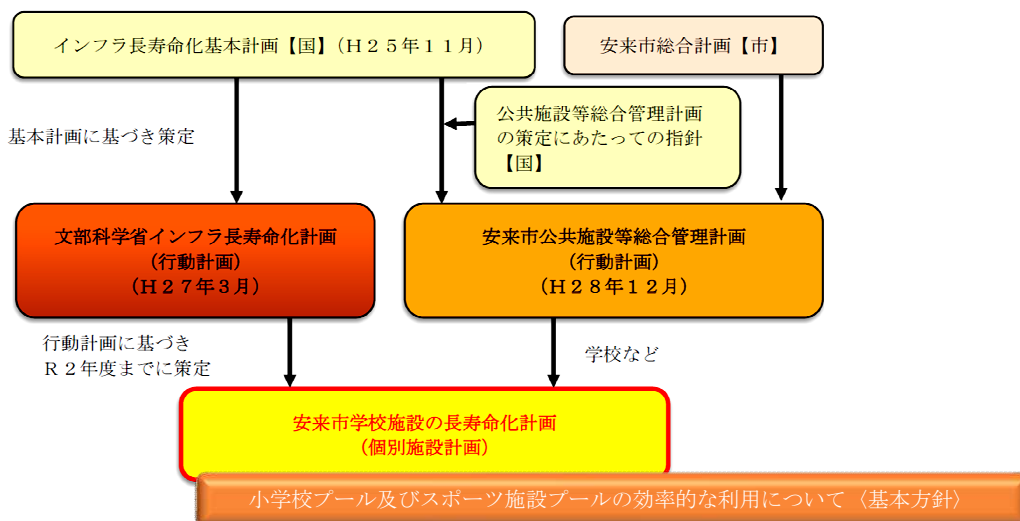 インフラ長寿命化基本計画【国】（Ｈ２５年１１月）
安来市総合計画【市】
公共施設等総合管理計画
の策定にあたっての指針
【国】
基本計画に基づき策定
文部科学省インフラ長寿命化計画
（行動計画）
（Ｈ２７年３月）
安来市公共施設等総合管理計画
（行動計画）
（Ｈ２８年１２月）
行動計画に基づき
Ｒ２年度までに策定
学校など
安来市学校施設の長寿命化計画
（個別施設計画）
小学校プール及びスポーツ施設プールの効率的な利用について〈基本方針〉